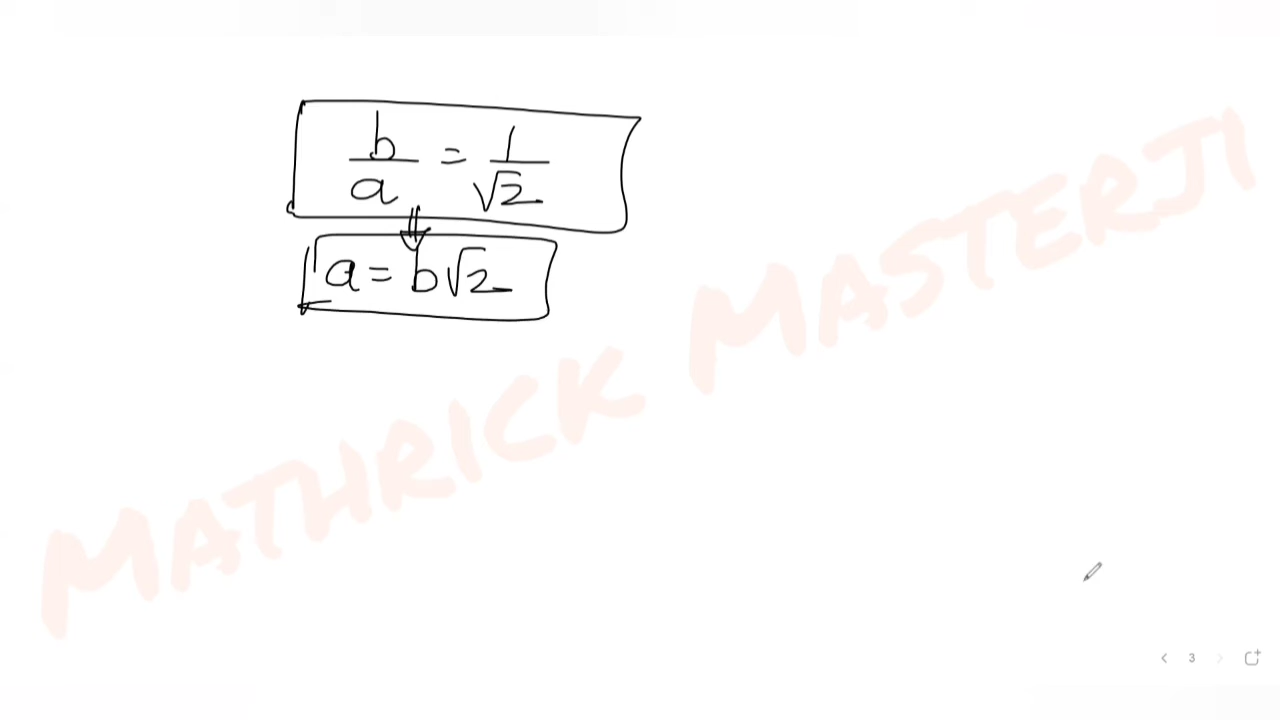 b/a = 1/√2
⇓
a = b√2
MATHRICK MASTERJI
3